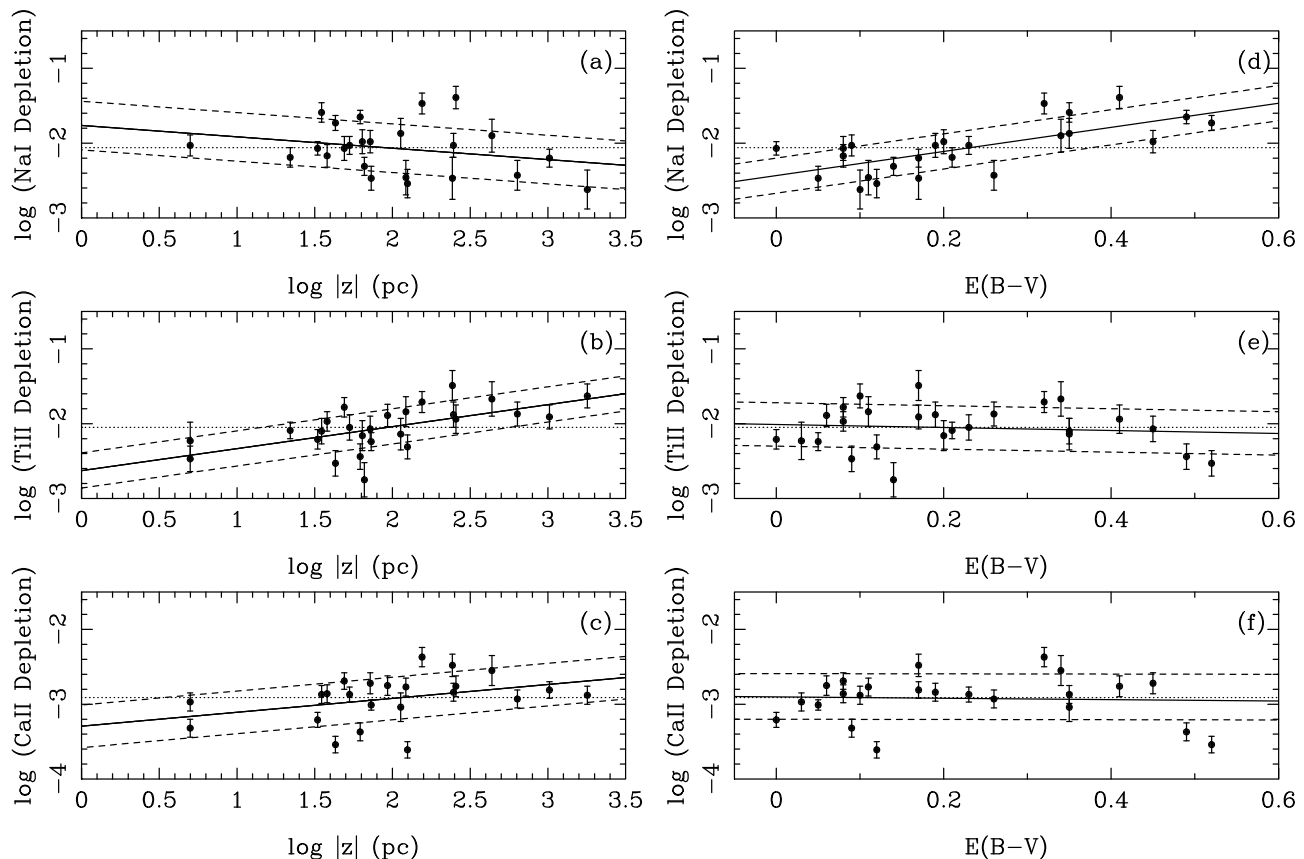 (a)
log (NaI Depletion)
−1
−2
−3
0 0.5 1 1.5 2 2.5 3 3.5
log |z| (pc)
(d)
log (NaI Depletion)
−1
−2
−3
0 0.2 0.4 0.6
E(B−V)
(b)
log (TiII Depletion)
−1
−2
−3
0 0.5 1 1.5 2 2.5 3 3.5
log |z| (pc)
(e)
log (TiII Depletion)
−1
−2
−3
0 0.2 0.4 0.6
E(B−V)
(c)
log (CaII Depletion)
−2
−3
−4
0 0.5 1 1.5 2 2.5 3 3.5
log |z| (pc)
(f)
log (CaII Depletion)
−2
−3
−4
0 0.2 0.4 0.6
E(B−V)